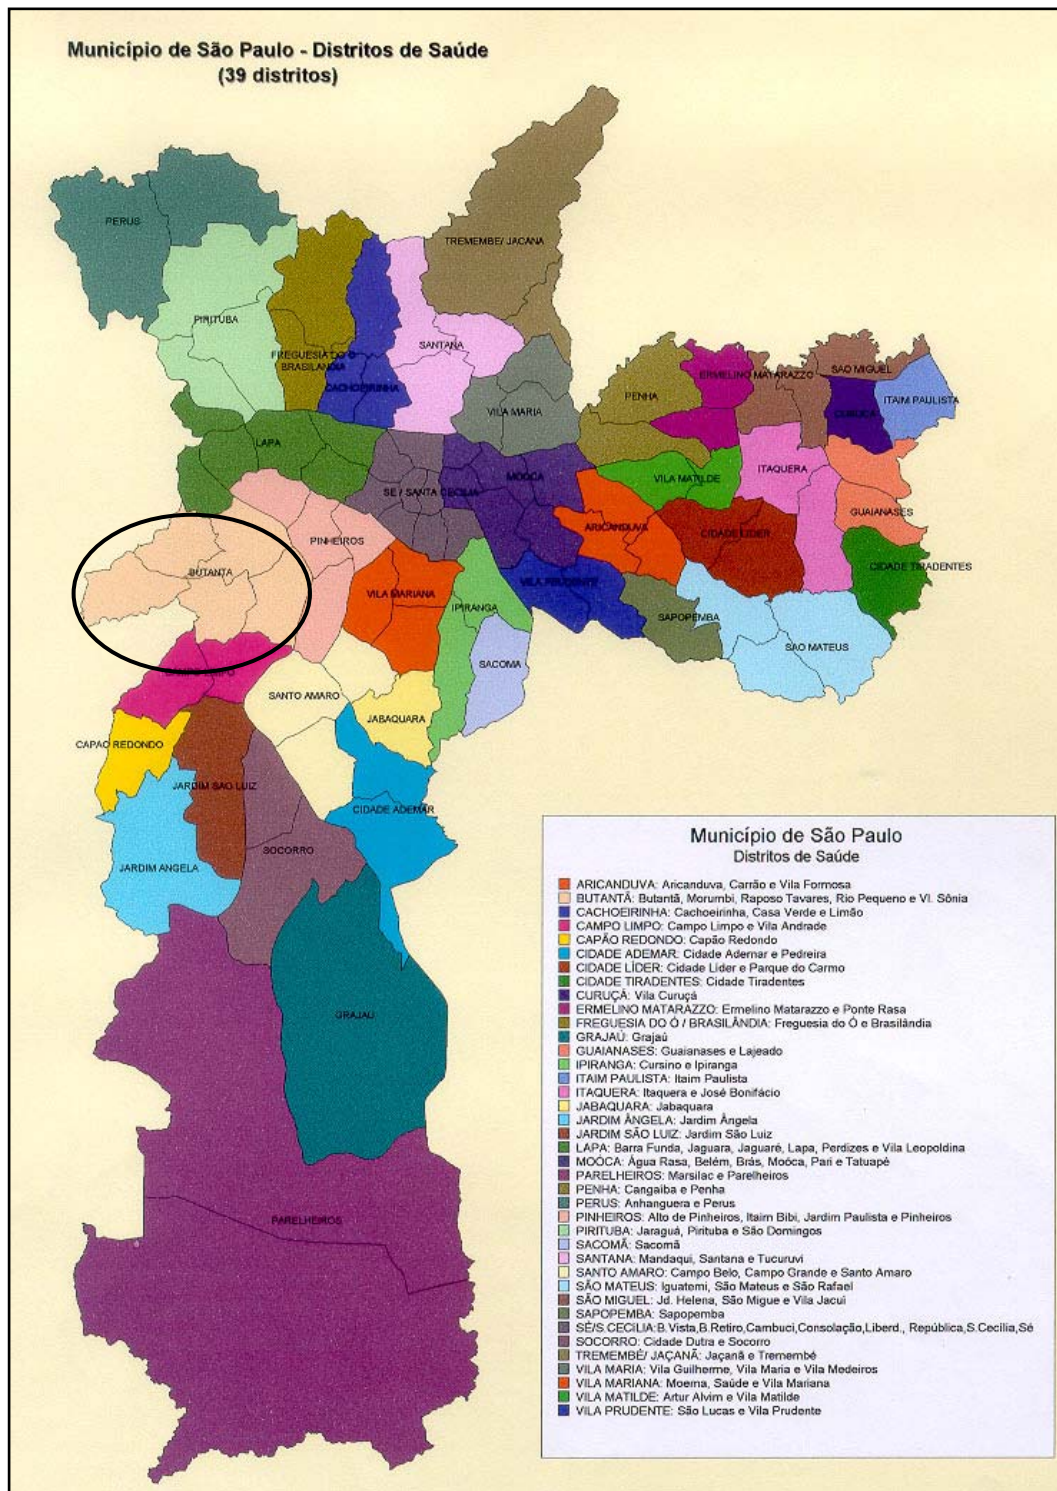 Município de São Paulo - Distritos de Saúde
(39 distritos)
PERUS
TREMEMBE/ JACANA
PIRITUBA
SANTANA
FREGUESIA DO O
BRASILANDIA
CACHOEIRINHA
ERMELINO MATARAZZO
SAO MIGUEL
PENHA
CURUCA
ITAIM PAULISTA
VILA MARIA
LAPA
ITAQUERA
MOÓCA
VILA MATILDE
SE / SANTA CECILIA
GUAIANASES
ARICANDUVA
CIDADE LIDER
PINHEIROS
CIDADE TIRADENTES
BUTANTA
VILA PRUDENTE
VILA MARIANA
IPIRANGA
SAPOPEMBA
SAO MATEUS
SACOMA
SANTO AMARO
JABAQUARA
CAPAO REDONDO
JARDIM SAO LUIZ
CIDADE ADEMAR
SOCORRO
JARDIM ANGELA
GRAJAU
PARELHEIROS
Município de São Paulo
Distritos de Saúde
ARICANDUVA: Aricanduva, Carrão e Vila Formosa
BUTANTÃ: Butantã, Morumbi, Raposo Tavares, Rio Pequeno e Vl. Sônia
CACHOEIRINHA: Cachoeirinha, Casa Verde e Limão
CAMPO LIMPO: Campo Limpo e Vila Andrade
CAPÃO REDONDO: Capão Redondo
CIDADE ADEMAR: Cidade Ademar e Pedreira
CIDADE LÍDER: Cidade Líder e Parque do Carmo
CIDADE TIRADENTES: Cidade Tiradentes
CURUÇÁ: Vila Curuçá
ERMELINO MATARAZZO: Ermelino Matarazzo e Ponte Rasa
FREGUESIA DO Ó / BRASILÂNDIA: Freguesia do Ó e Brasilândia
GRAJAÚ: Grajaú
GUAIANASES: Guaianases e Lajeado
IPIRANGA: Cursino e Ipiranga
ITAIM PAULISTA: Itaim Paulista
ITAQUERA: Itaquera e José Bonifácio
JABAQUARA: Jabaquara
JARDIM ÂNGELA: Jardim Ângela
JARDIM SÃO LUIZ: Jardim São Luiz
LAPA: Barra Funda, Jaguara, Jaguaré, Lapa, Perdizes e Vila Leopoldina
MOÓCA: Água Rasa, Belém, Brás, Moóca, Pari e Tatuapé
PARELHEIROS: Marsilac e Parelheiros
PENHA: Cangaiba e Penha
PERUS: Anhanguera e Perus
PINHEIROS: Alto de Pinheiros, Itaim Bibi, Jardim Paulista e Pinheiros
PIRITUBA: Jaraguá, Pirituba e São Domingos
SACOMÃ: Sacomã
SANTANA: Mandaqui, Santana e Tucuruvi
SANTO AMARO: Campo Belo, Campo Grande e Santo Amaro
SÃO MATEUS: Iguatemi, São Mateus e São Rafael
SÃO MIGUEL: Jd. Helena, São Migue e Vila Jacuí
SAPOPEMBA: Sapopemba
SÉ/S.CECÍLIA:B.Vista,B.Retiro,Cambuci,Consolação,Liberd., República,S.Cecília,Sé
SOCORRO: Cidade Dutra e Socorro
TREMEMBÉ/ JAÇANÃ: Jaçanã e Tremembé
VILA MARIA: Vila Guilherme, Vila Maria e Vila Medeiros
VILA MARIANA: Moema, Saúde e Vila Mariana
VILA MATILDE: Artur Alvim e Vila Matilde
VILA PRUDENTE: São Lucas e Vila Prudente